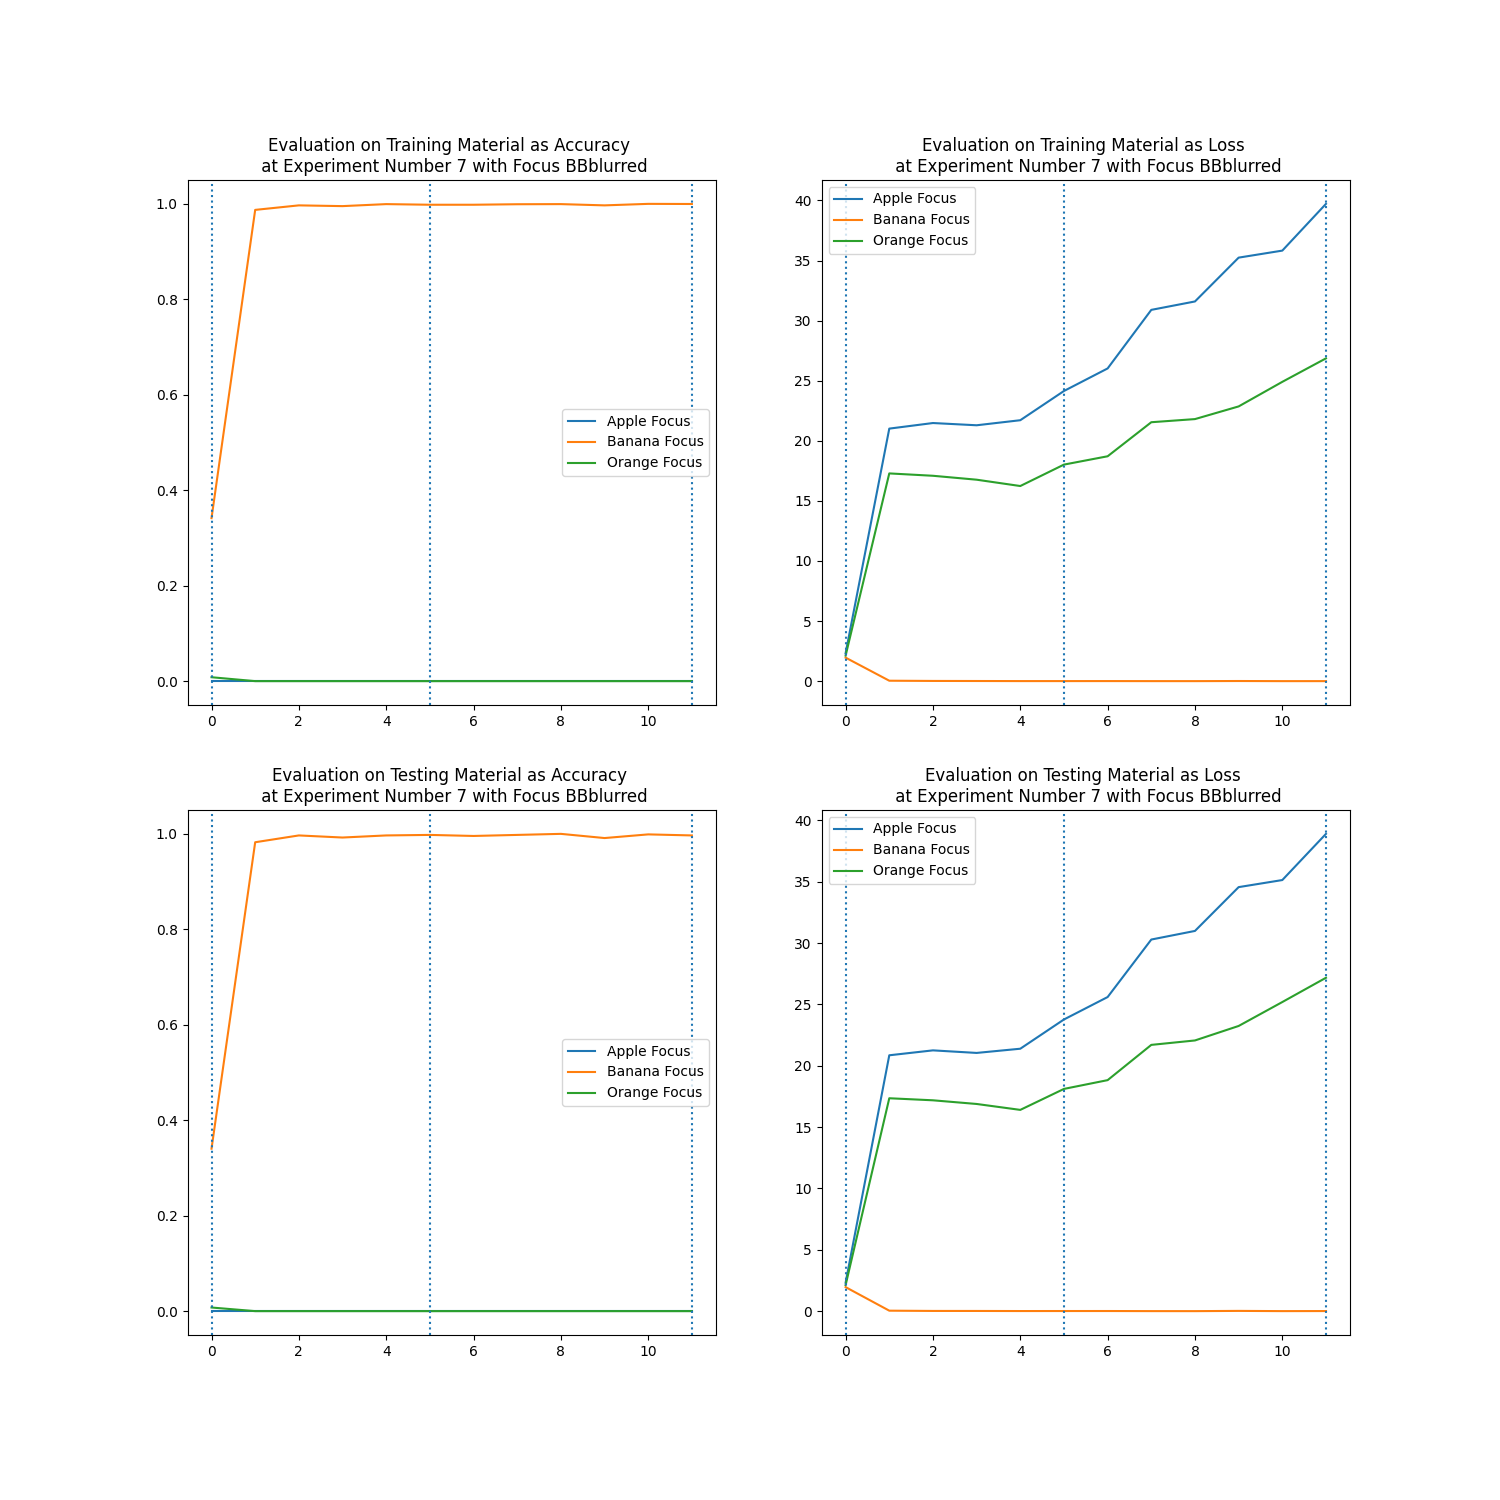 Evaluation on Training Material as Accuracy
at Experiment Number 7 with Focus BBblurred
1.0
0.8
0.6
0.4
0.2
0.0
Apple Focus
Banana Focus
Orange Focus
0 2 4 6 8 10
Evaluation on Training Material as Loss
at Experiment Number 7 with Focus BBblurred
Apple Focus
Banana Focus
Orange Focus
40
35
30
25
20
15
10
5
0
0 2 4 6 8 10
Evaluation on Testing Material as Accuracy
at Experiment Number 7 with Focus BBblurred
1.0
0.8
0.6
0.4
0.2
0.0
Apple Focus
Banana Focus
Orange Focus
0 2 4 6 8 10
Evaluation on Testing Material as Loss
at Experiment Number 7 with Focus BBblurred
Apple Focus
Banana Focus
Orange Focus
40
35
30
25
20
15
10
5
0
0 2 4 6 8 10